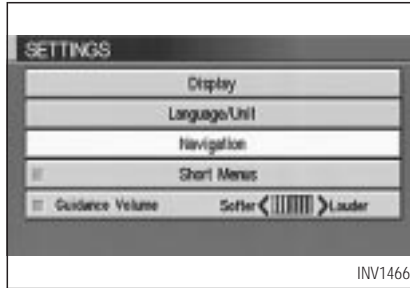 SETTINGS
Display
Language/Unit
Navigation
Short Menus
Guidance Volume Softer Louder
INV1466